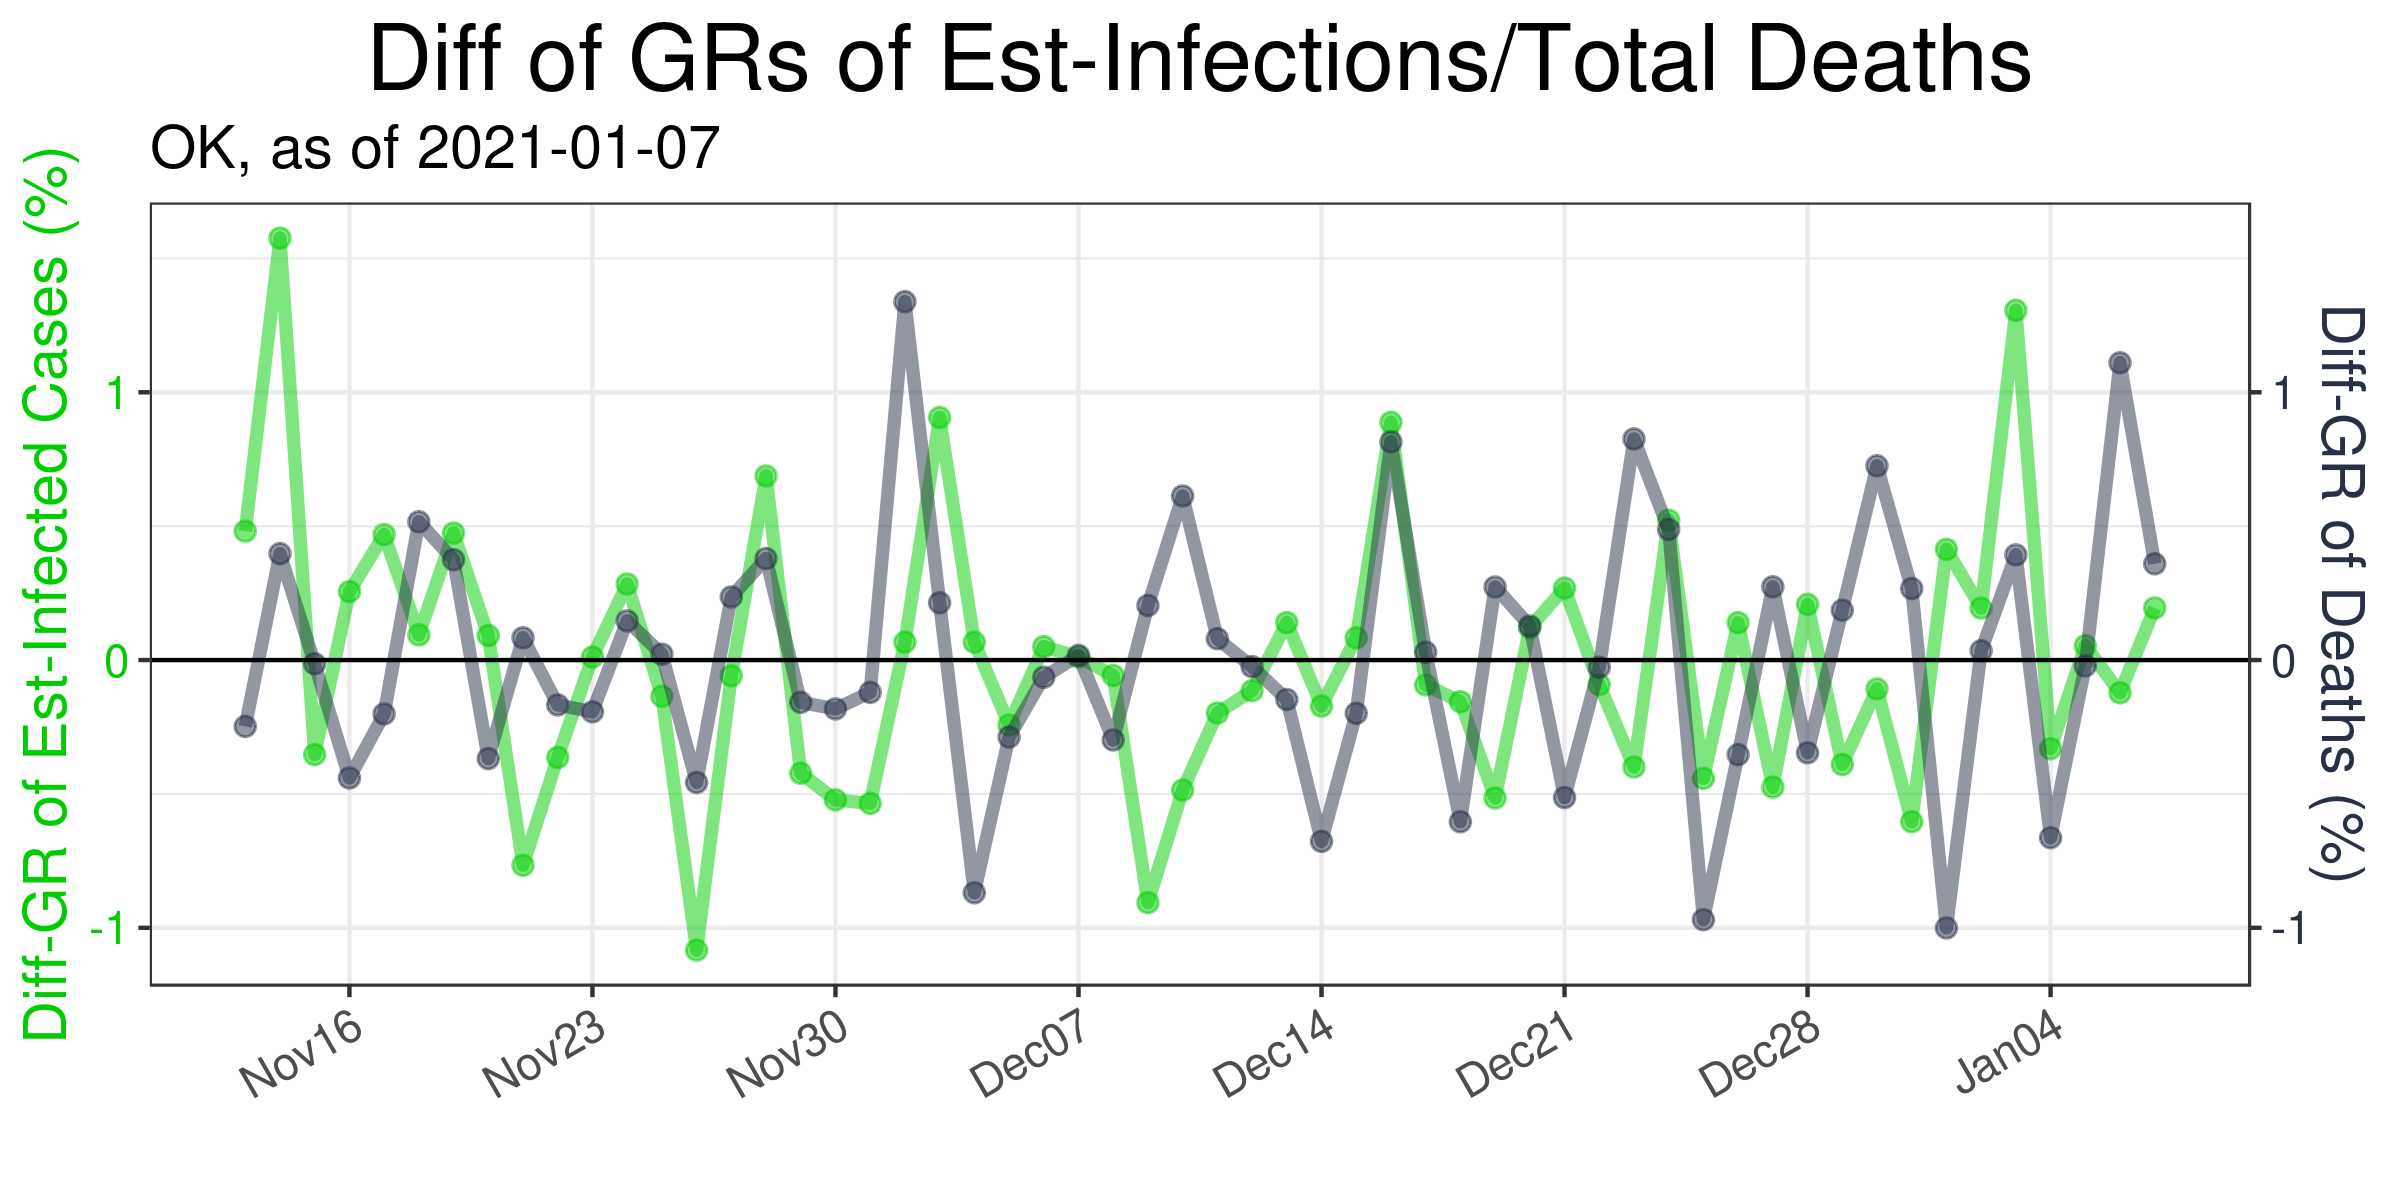 Diff of GRs of Est-Infections/Total Deaths
OK, as of 2021-01-07
Diff-GR of Est-Infected Cases (%)
1
0
-1
1
0
-1
Diff-GR of Deaths (%)
Nov16
Nov23
Nov30
Dec07
Dec14
Dec21
Dec28
Jan04